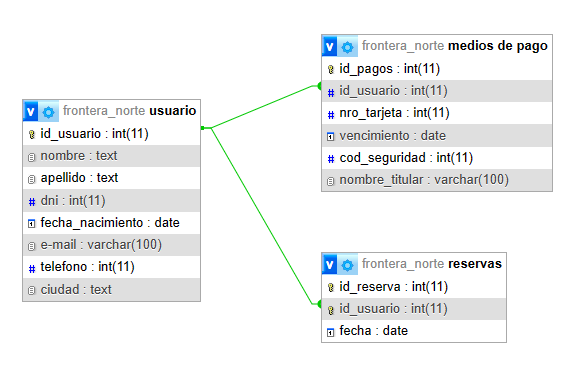 v frontera_norte usuario
id_usuario : int(11)
nombre : text
apellido : text
# dni : int(11)
fecha_nacimiento : date
e-mail : varchar(100)
# telefono : int(11)
ciudad : text
v frontera_norte medios de pago
id_pagos : int(11)
# id_usuario : int(11)
# nro_tarjeta : int(11)
vencimiento : date
# cod_seguridad : int(11)
nombre_titular : varchar(100)
v frontera_norte reservas
id_reserva : int(11)
id_usuario : int(11)
fecha : date